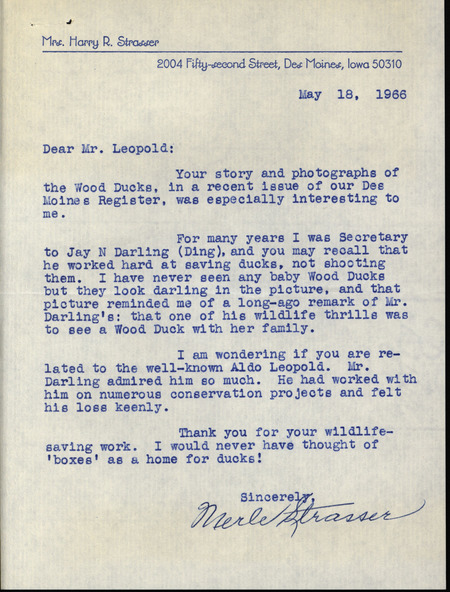 Mrs. Harry R. Strasser
2004 Fifty-second Street, Des Moines, Iowa 50310
May 18, 1966
Dear Mr. Leopold:
Your story and photographs of
the Wood Ducks, in a recent issue of our Des
Moines Register, was especially interesting to
me.
For many years I was Secretary
to Jay N Darling (Ding), and you may recall that
he worked hard at saving ducks, not shooting
them. I have never seen any baby Wood Ducks
but they look darling in the picture, and that
picture reminded me of a long-ago remark of Mr.
Darling's: that one of his wildlife thrills was
to see a Wood Duck with her family.
I am wondering if you are re-
lated to the well-known Aldo Leopold. Mr.
Darling admired him so much. He had worked with
him on numerous conservation projects and felt
his loss keenly.
Thank you for your wildlife-
saving work. I would never have thought of
'boxes' as a home for ducks!
Sincerely,
Merle Strasser